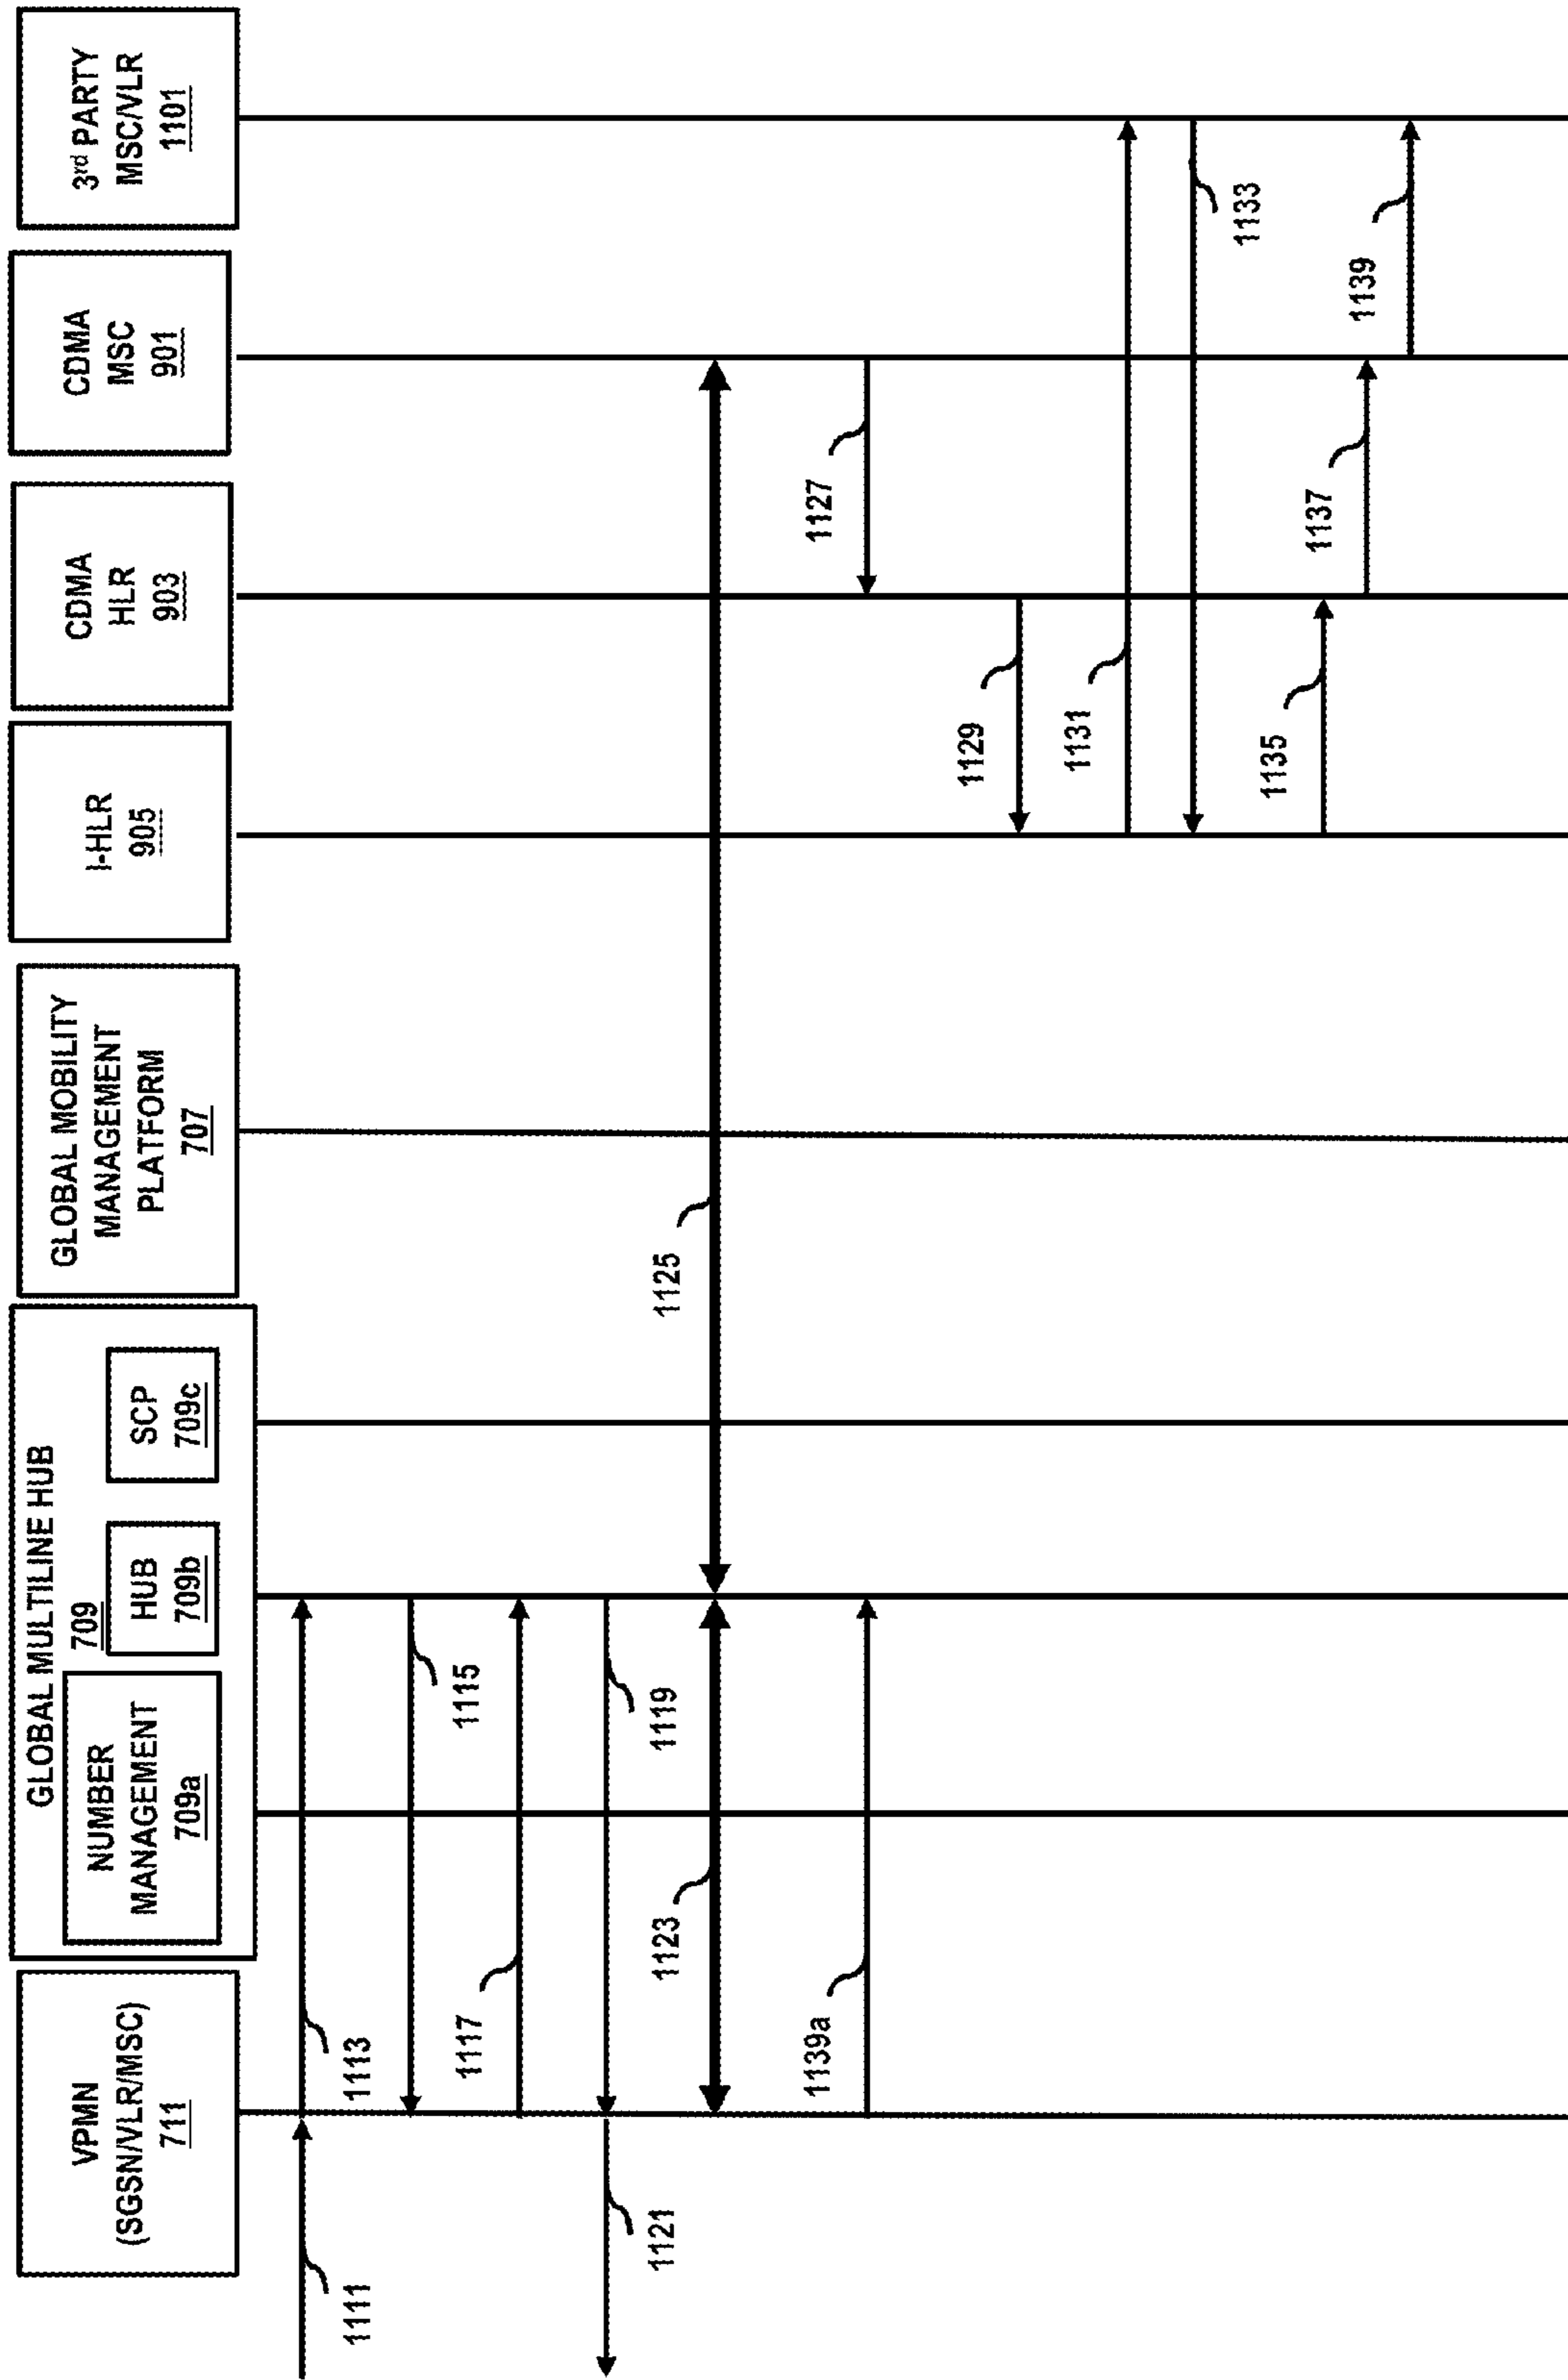 VPMN
(SGSN/VLR/MSC)
711
GLOBAL MULTILINE HUB
709
NUMBER
MANAGEMENT
709a
HUB
709b
SCP
709c
GLOBAL MOBILITY
MANAGEMENT
PLATFORM
707
I-HLR
905
CDMA
HLR
903
CDMA
MSC
901
3rd PARTY
MSC/VLR
1101
1111
1113
1115
1117
1119
1121
1123
1125
1139a
1127
1129
1131
1133
1135
1137
1139